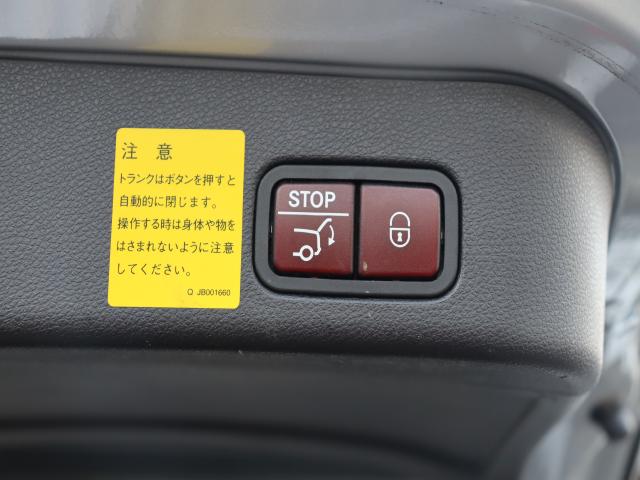 注 意
トランクはボタンを押すと
自動的に閉じます。
操作する時は身体や物を
はさまれないように注意
してください。
Q JB001660
STOP